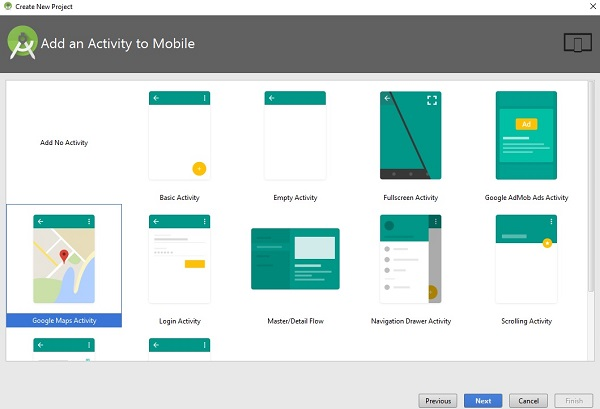 Create New Project
Add an Activity to Mobile
Add No Activity
Basic Activity
Empty Activity
Fullscreen Activity
Ad
Google AdMob Ads Activity
Google Maps Activity
Login Activity
Master/Detail Flow
Navigation Drawer Activity
Scrolling Activity
Previous
Next
Cancel
Finish